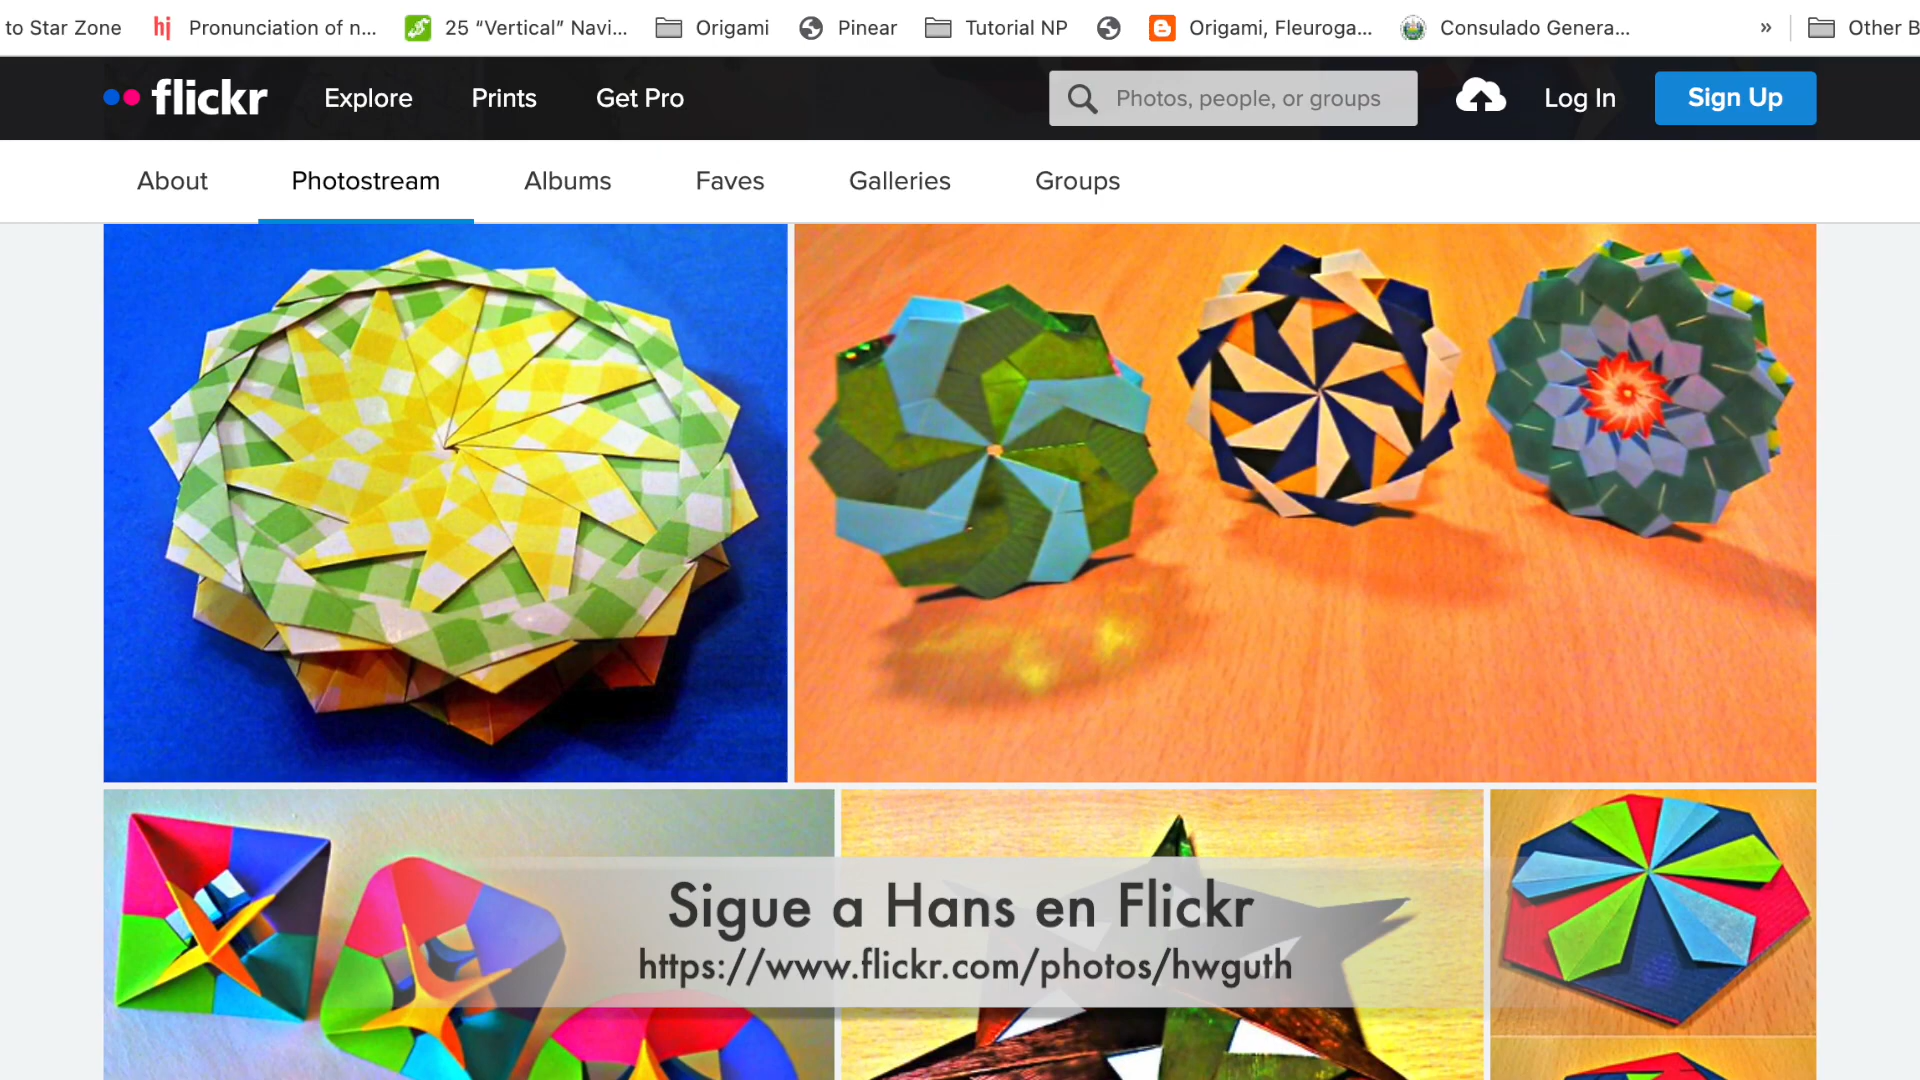 to Star Zone
hj Pronunciation of n...
25 “Vertical” Navi...
Origami
Pinear
Tutorial NP
Origami, Fleuroga...
Consulado Genera...
»
Other B
flickr
Explore
Prints
Get Pro
Photos, people, or groups
Log In
Sign Up
About
Photostream
Albums
Faves
Galleries
Groups
Sigue a Hans en Flickr
https://www.flickr.com/photos/hwguth